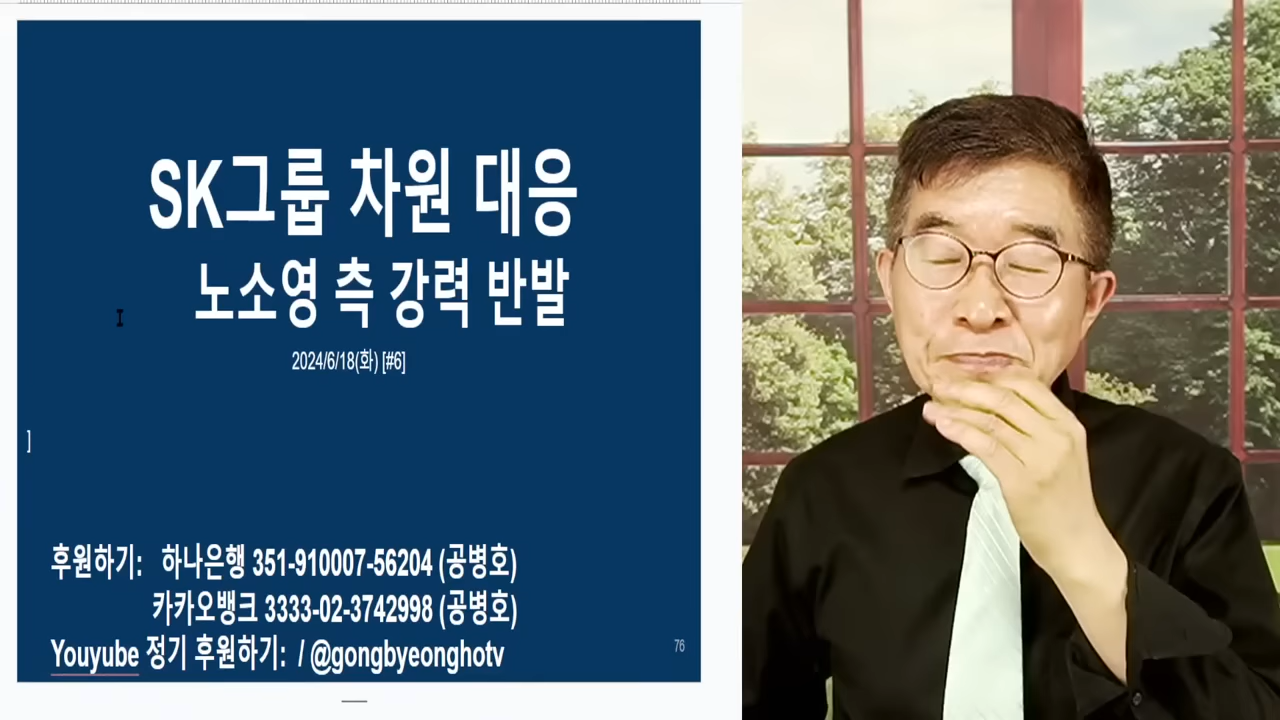 SK그룹 차원 대응
노소영 측 강력 반발
2024/6/18(화) [#6]
]
후원하기: 하나은행 351-910007-56204 (공병호)
카카오뱅크 3333-02-3742998 (공병호)
Youyube 정기 후원하기: / @gongbyeonghotv
76